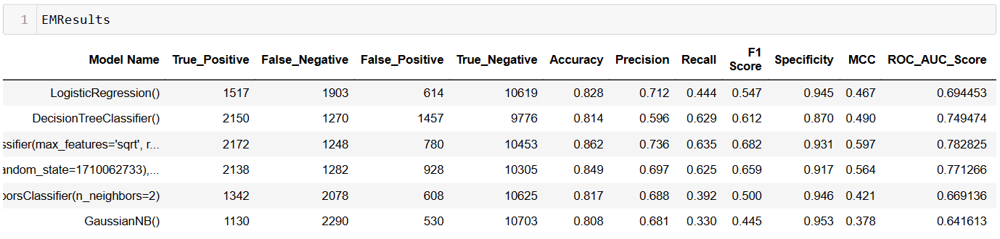 1 EMResults
Model Name True_Positive False_Negative False_Positive True_Negative Accuracy Precision Recall F1 Score Specificity MCC ROC_AUC_Score
LogisticRegression() 1517 1903 614 10619 0.828 0.712 0.444 0.547 0.945 0.467 0.694453
DecisionTreeClassifier() 2150 1270 1457 9776 0.814 0.596 0.629 0.612 0.870 0.490 0.749474
ssifier(max_features='sqrt', r... 2172 1248 780 10453 0.862 0.736 0.635 0.682 0.931 0.597 0.782825
andom_state=1710062733),... 2138 1282 928 10305 0.849 0.697 0.625 0.659 0.917 0.564 0.771266
borsClassifier(n_neighbors=2) 1342 2078 608 10625 0.817 0.688 0.392 0.500 0.946 0.421 0.669136
GaussianNB() 1130 2290 530 10703 0.808 0.681 0.330 0.445 0.953 0.378 0.641613